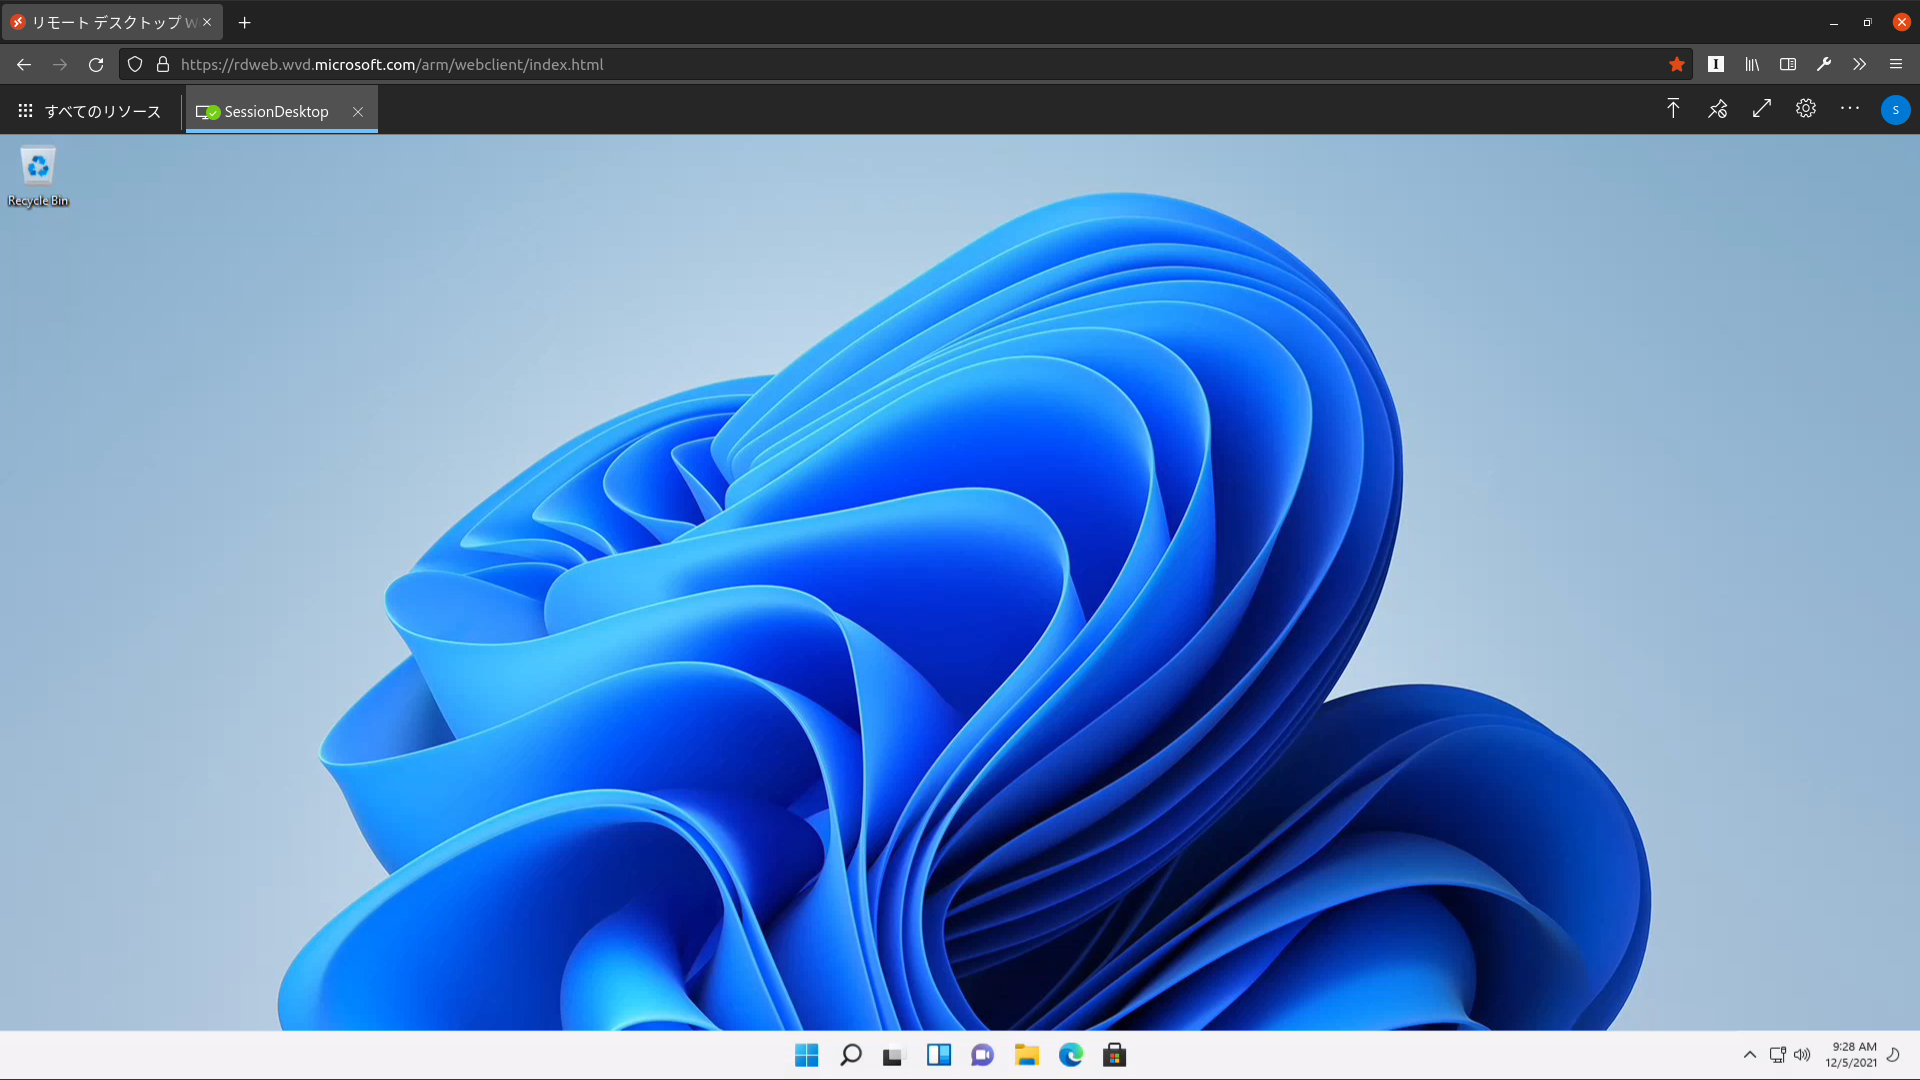 リモート デスクトップ W
https://rdweb.wvd.microsoft.com/arm/webclient/index.html
すべてのリソース
SessionDesktop
S
Recycle Bin
9:28 AM
12/5/2021